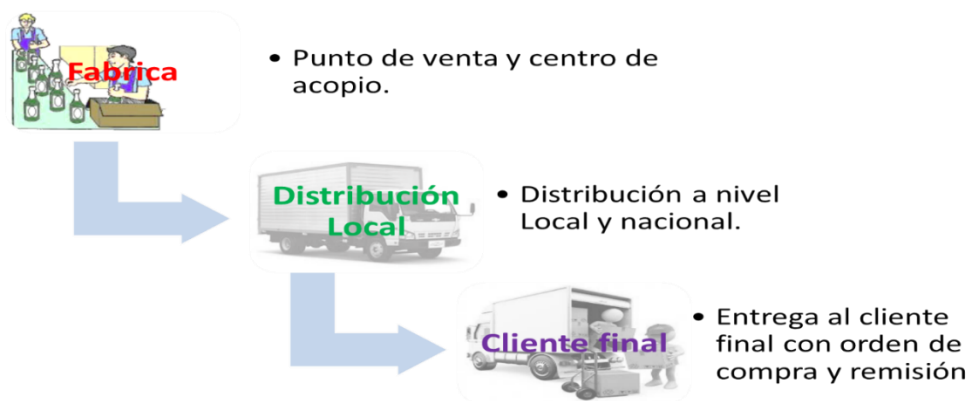 Fabrica
• Punto de venta y centro de
acopio.
Distribución
Local
• Distribución a nivel
Local y nacional.
Cliente final
• Entrega al cliente
final con orden de
compra y remisión